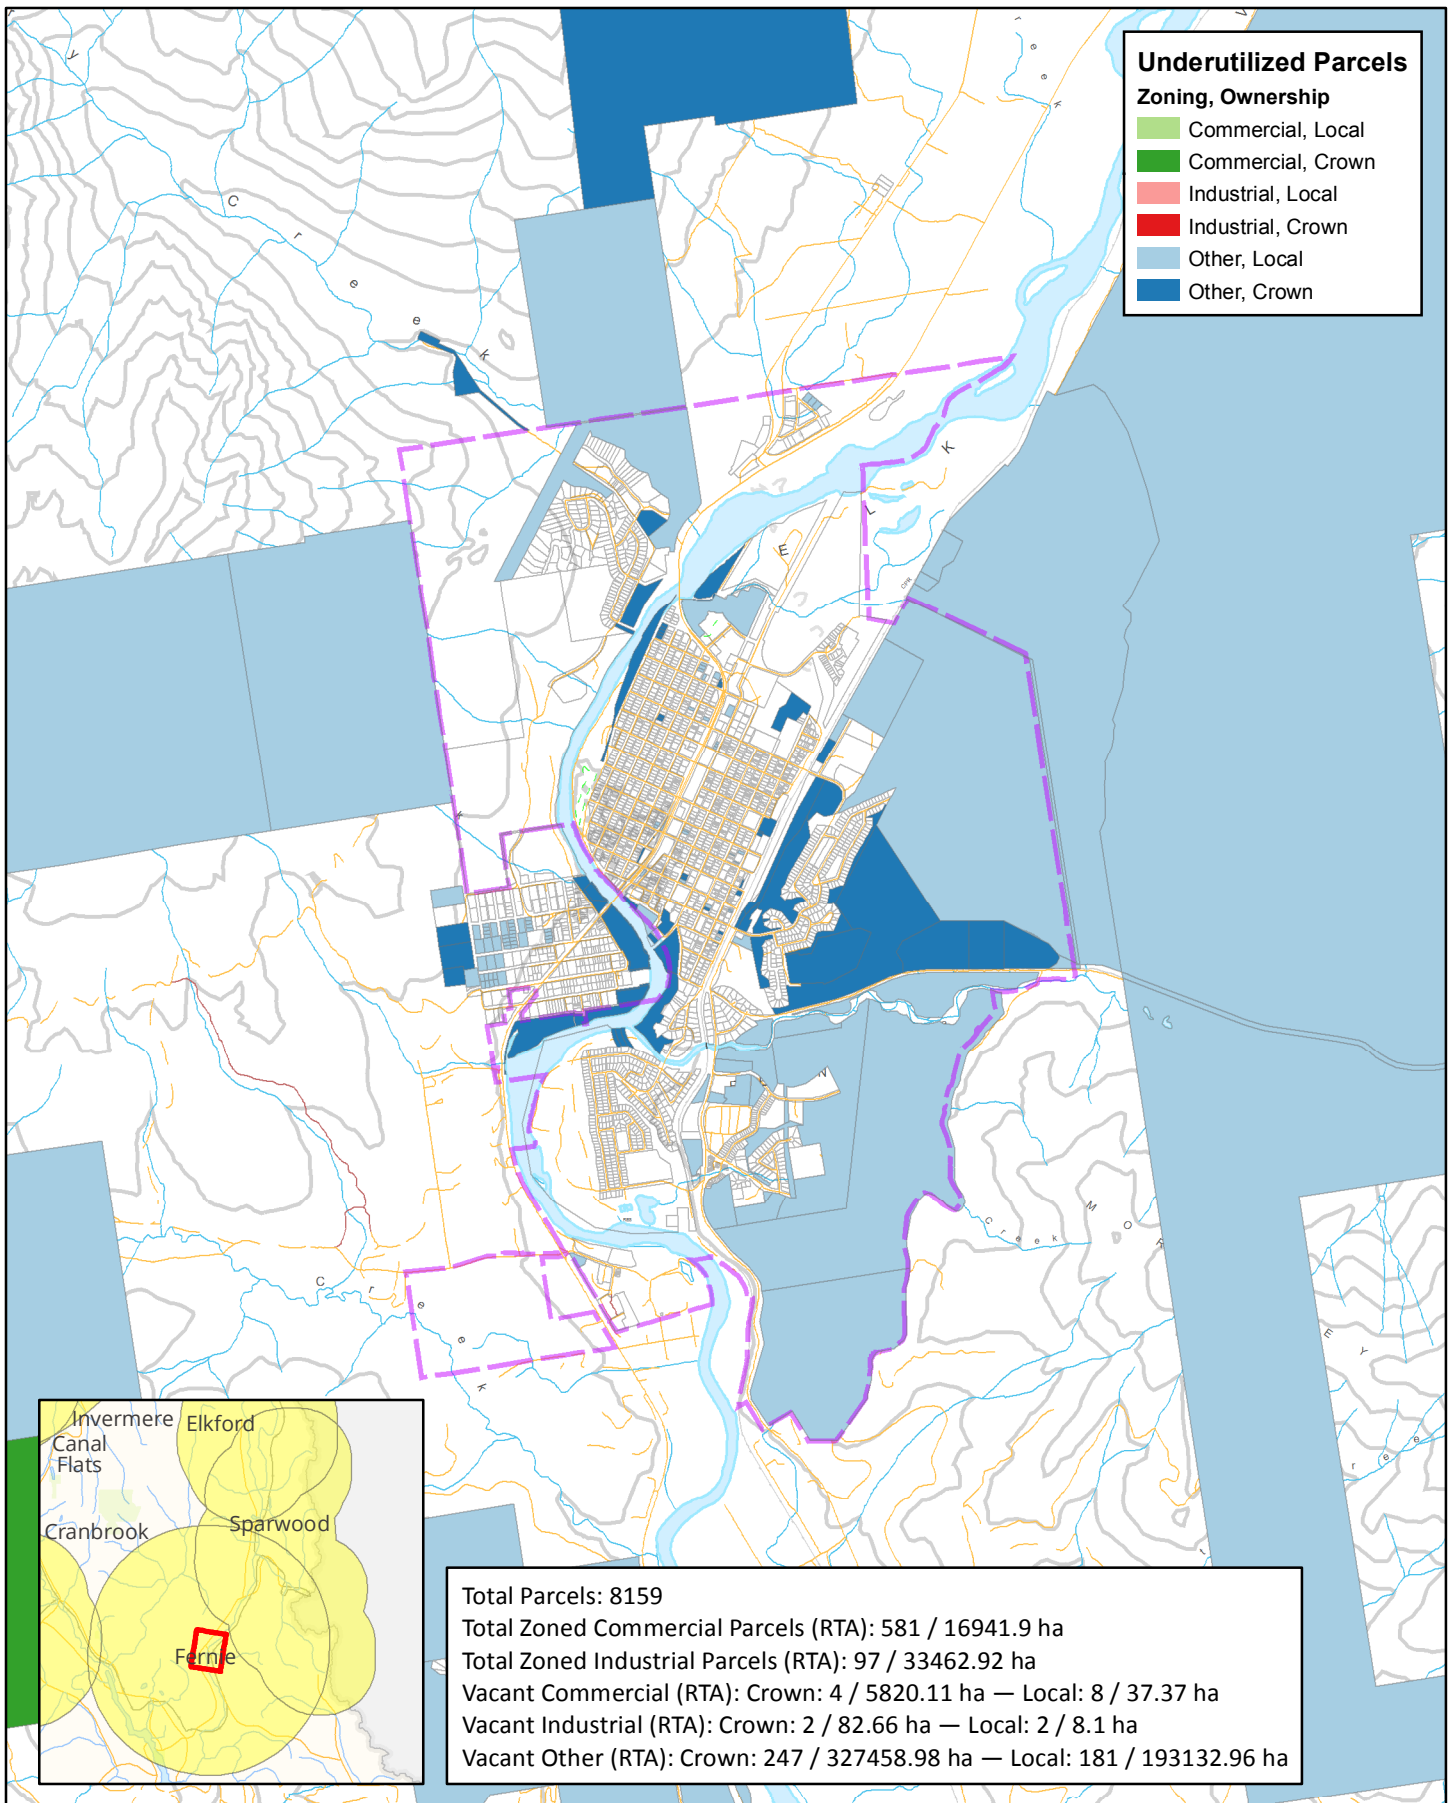 Underutilized Parcels
Zoning, Ownership
Commercial, Local
Commercial, Crown
Industrial, Local
Industrial, Crown
Other, Local
Other, Crown
C r e e k
E L K
C r e e k
C r e e k
Invermere
Elkford
Canal
Flats
Cranbrook
Sparwood
Fernie
Total Parcels: 8159
Total Zoned Commercial Parcels (RTA): 581 / 16941.9 ha
Total Zoned Industrial Parcels (RTA): 97 / 33462.92 ha
Vacant Commercial (RTA): Crown: 4 / 5820.11 ha — Local: 8 / 37.37 ha
Vacant Industrial (RTA): Crown: 2 / 82.66 ha — Local: 2 / 8.1 ha
Vacant Other (RTA): Crown: 247 / 327458.98 ha — Local: 181 / 193132.96 ha